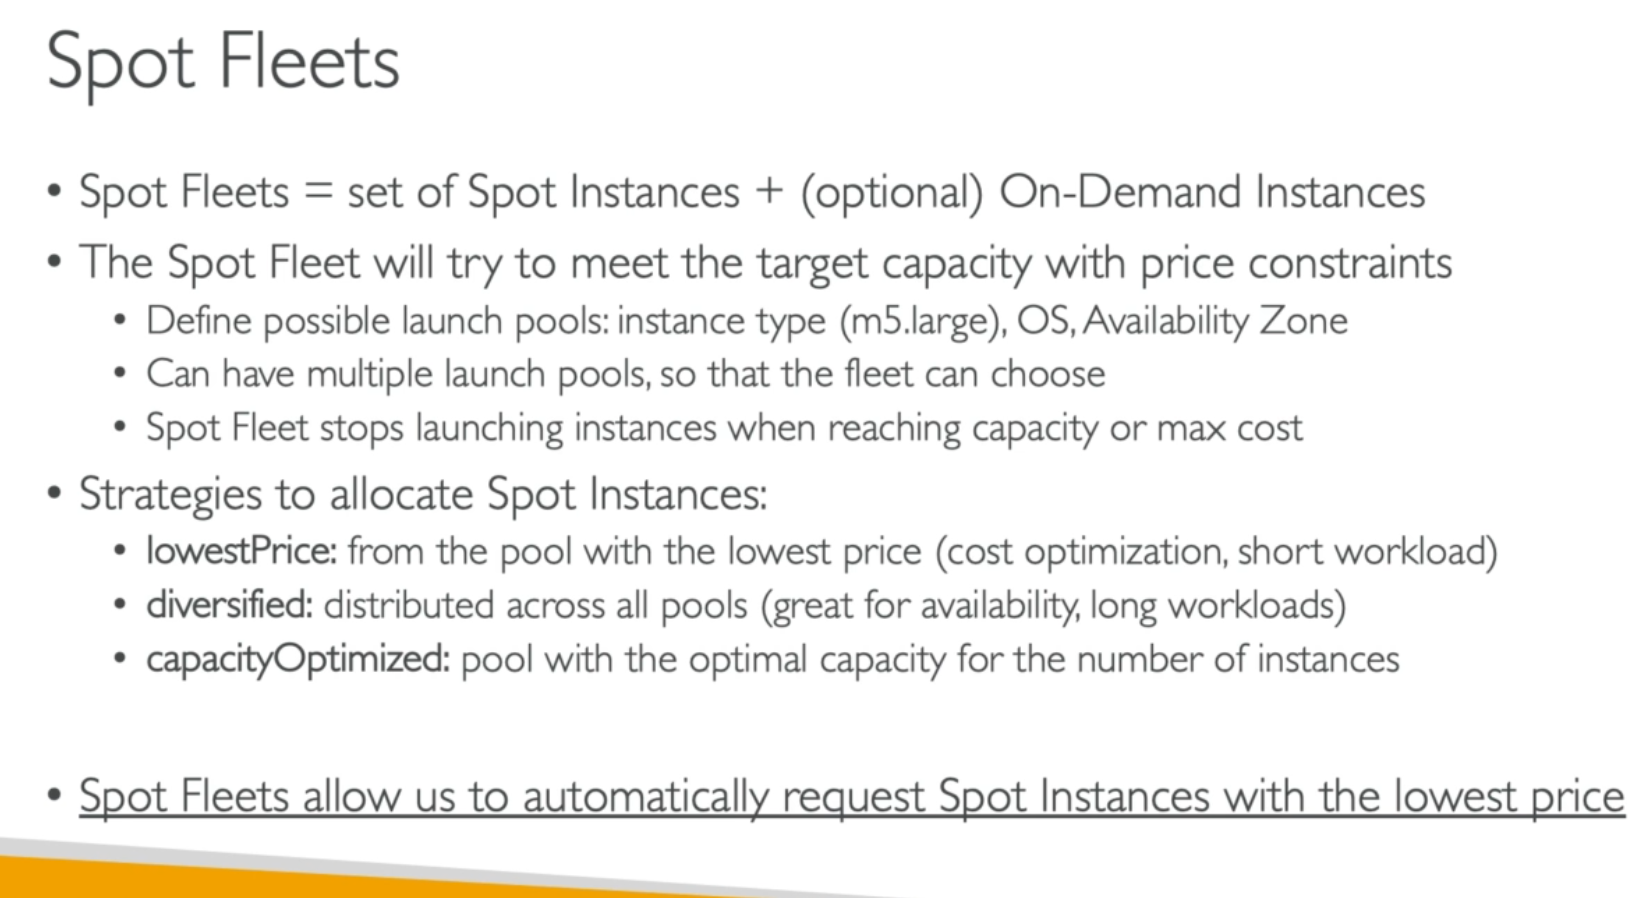 Spot Fleets
• Spot Fleets = set of Spot Instances + (optional) On-Demand Instances
• The Spot Fleet will try to meet the target capacity with price constraints
• Define possible launch pools: instance type (m5.large), OS, Availability Zone
• Can have multiple launch pools, so that the fleet can choose
• Spot Fleet stops launching instances when reaching capacity or max cost
• Strategies to allocate Spot Instances:
• lowestPrice: from the pool with the lowest price (cost optimization, short workload)
• diversified: distributed across all pools (great for availability, long workloads)
• capacityOptimized: pool with the optimal capacity for the number of instances
• Spot Fleets allow us to automatically request Spot Instances with the lowest price